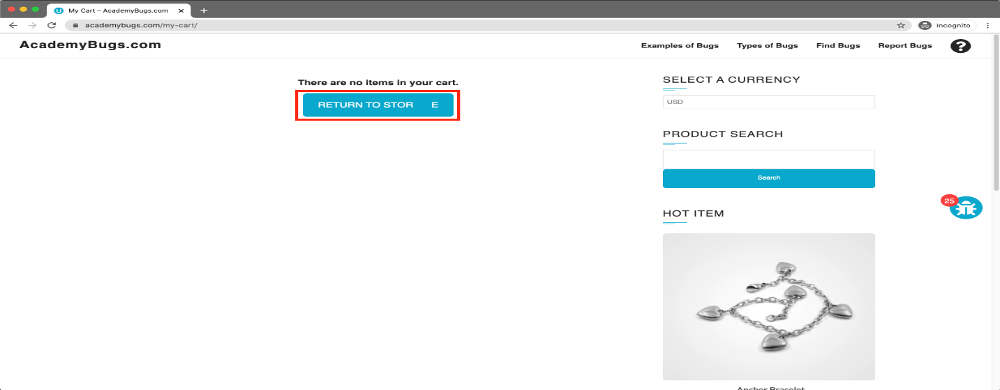 My Cart – AcademyBugs.com
academybugs.com/my-cart/
Incognito
AcademyBugs.com
Examples of Bugs
Types of Bugs
Find Bugs
Report Bugs
?
There are no items in your cart.
RETURN TO STOR E
SELECT A CURRENCY
USD
PRODUCT SEARCH
Search
25
HOT ITEM
Anchor Bracelet